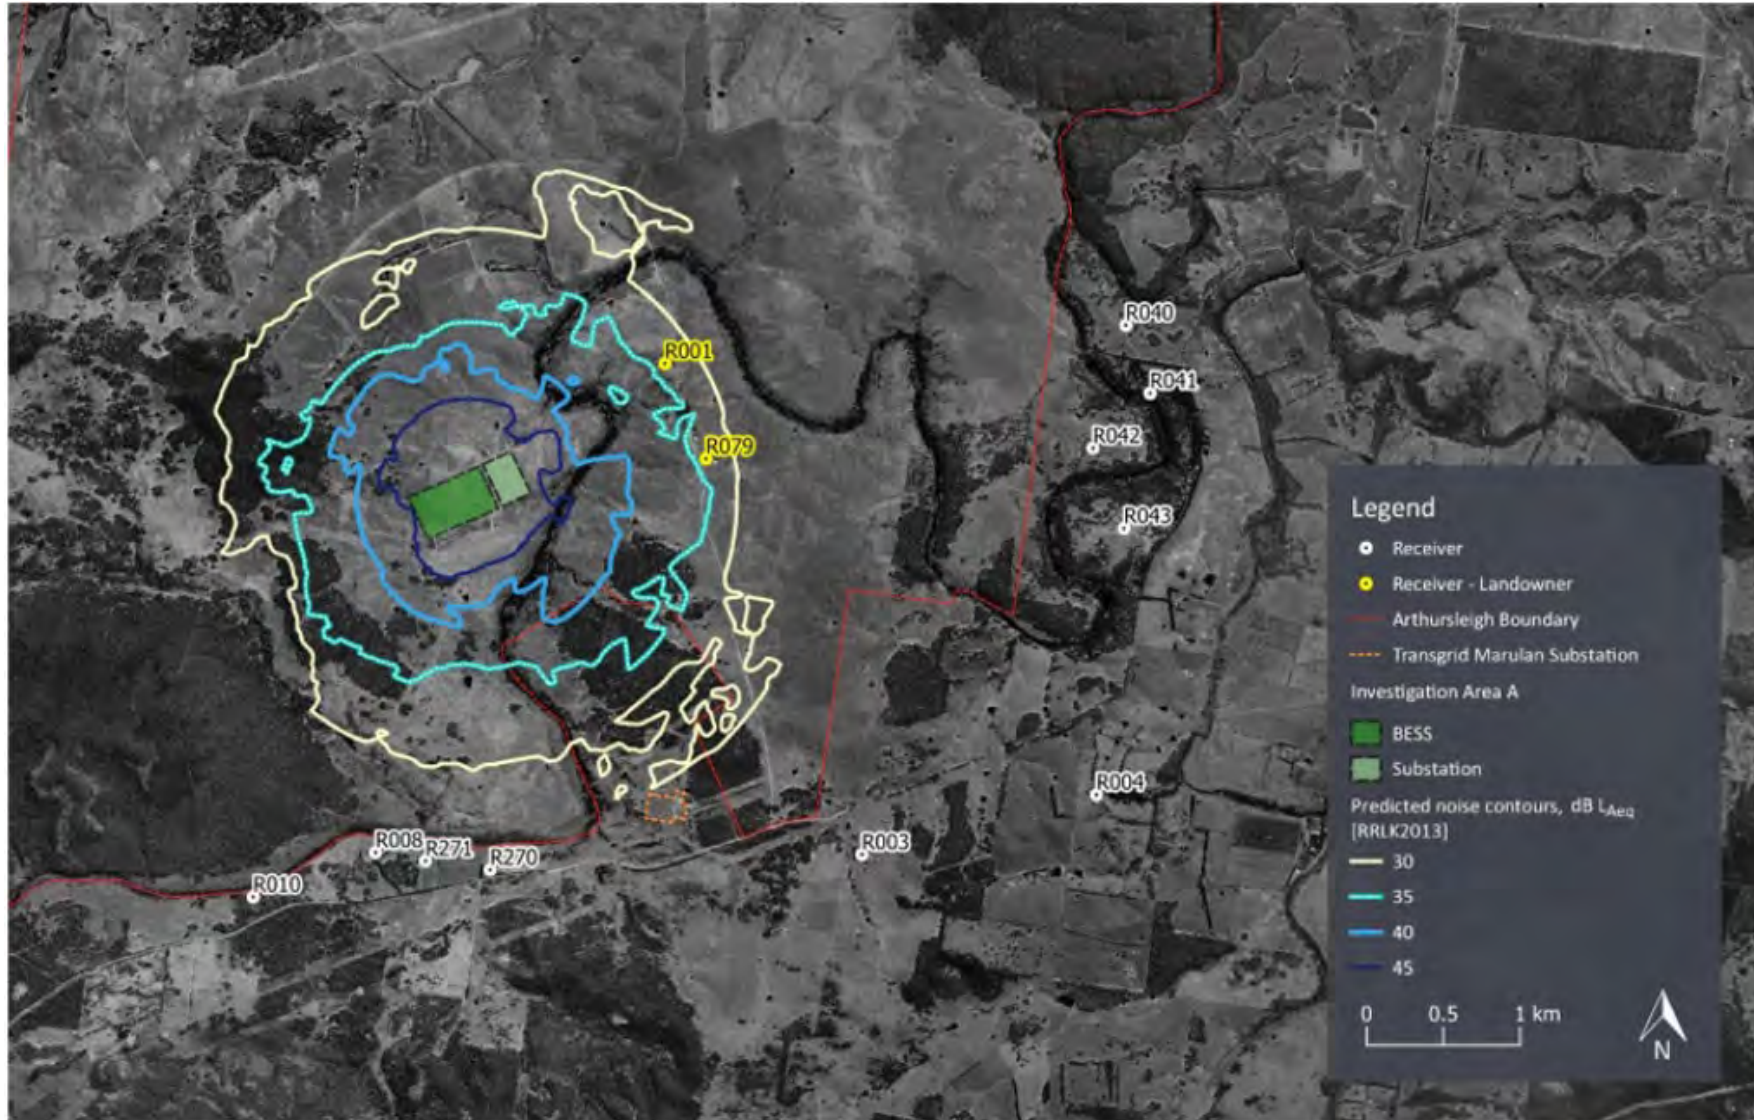 R040
R001
R041
R042
R079
R043
R004
R003
R008
R271
R270
R010
Legend
Receiver
Receiver - Landowner
Arthursleigh Boundary
Transgrid Marulan Substation
Investigation Area A
BESS
Substation
Predicted noise contours, dB LAeq
[RRLK2013]
30
35
40
45
0 0.5 1 km
N